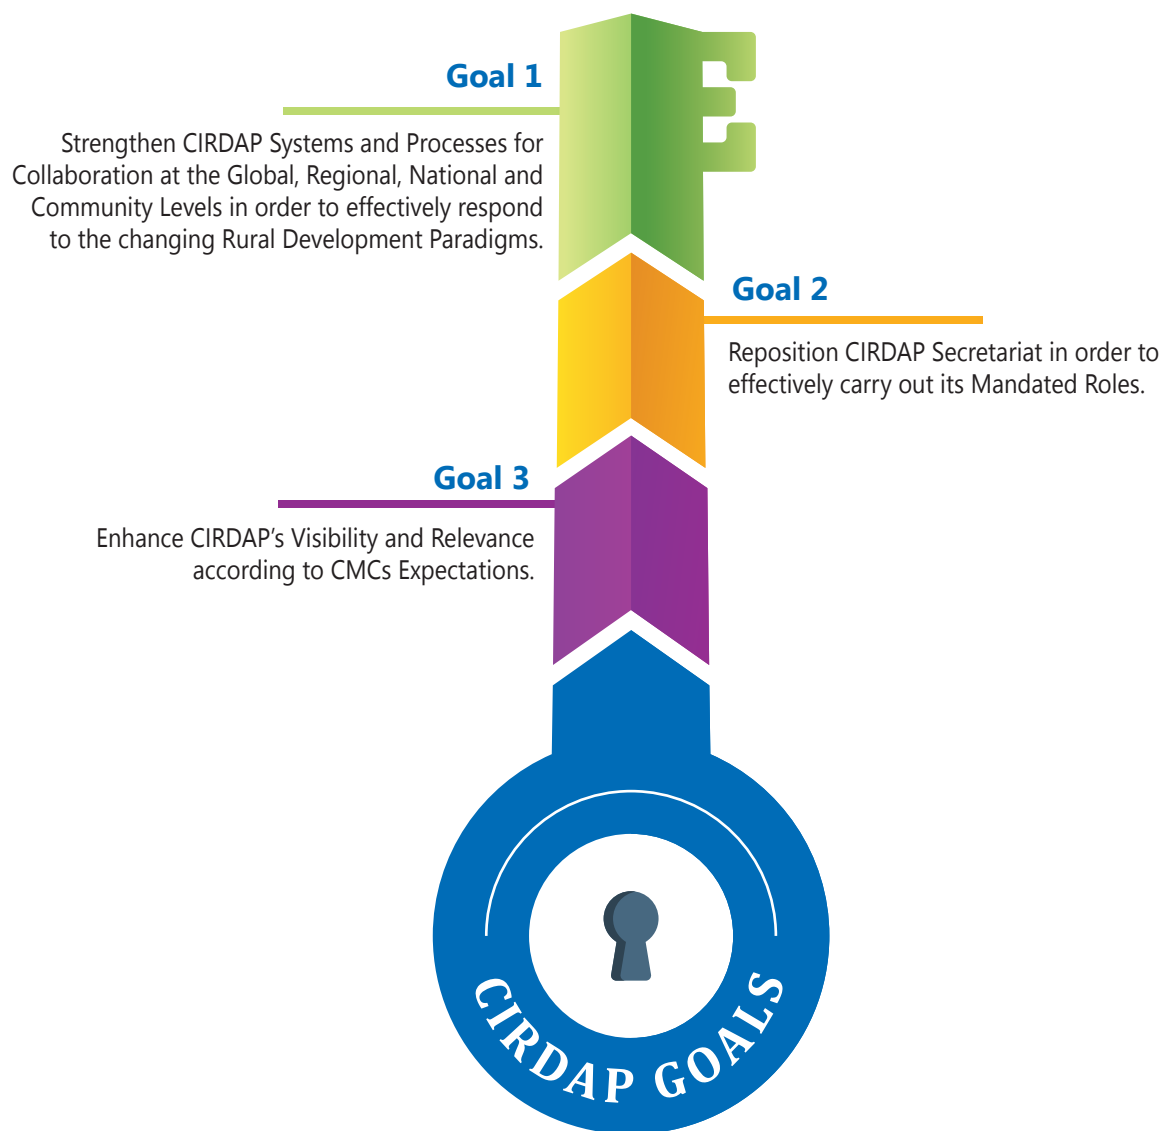 Goal 1
Strengthen CIRDAP Systems and Processes for
Collaboration at the Global, Regional, National and
Community Levels in order to effectively respond
to the changing Rural Development Paradigms.
Goal 2
Reposition CIRDAP Secretariat in order to
effectively carry out its Mandated Roles.
Goal 3
Enhance CIRDAP’s Visibility and Relevance
according to CMCs Expectations.
CIRDAP GOALS